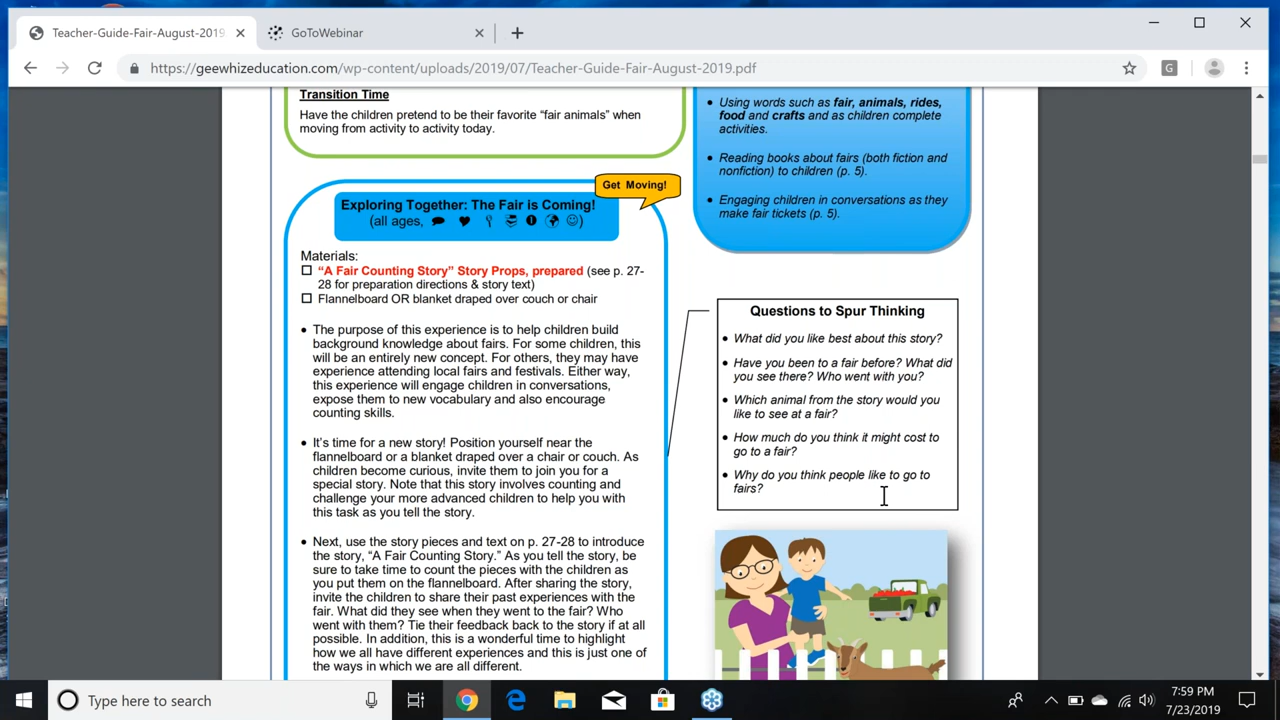 Teacher-Guide-Fair-August-2019
GoToWebinar
https://geewhizeducation.com/wp-content/uploads/2019/07/Teacher-Guide-Fair-August-2019.pdf
G
Transition Time
Have the children pretend to be their favorite “fair animals” when
moving from activity to activity today.
• Using words such as fair, animals, rides,
food and crafts and as children complete
activities.
• Reading books about fairs (both fiction and
nonfiction) to children (p. 5).
• Engaging children in conversations as they
make fair tickets (p. 5).
Get Moving!
Exploring Together: The Fair is Coming!
(all ages, )
Materials:
“A Fair Counting Story” Story Props, prepared (see p. 27-
28 for preparation directions & story text)
Flannelboard OR blanket draped over couch or chair
• The purpose of this experience is to help children build
background knowledge about fairs. For some children, this
will be an entirely new concept. For others, they may have
experience attending local fairs and festivals. Either way,
this experience will engage children in conversations,
expose them to new vocabulary and also encourage
counting skills.
• It’s time for a new story! Position yourself near the
flannelboard or a blanket draped over a chair or couch. As
children become curious, invite them to join you for a
special story. Note that this story involves counting and
challenge your more advanced children to help you with
this task as you tell the story.
• Next, use the story pieces and text on p. 27-28 to introduce
the story, “A Fair Counting Story.” As you tell the story, be
sure to take time to count the pieces with the children as
you put them on the flannelboard. After sharing the story,
invite the children to share their past experiences with the
fair. What did they see when they went to the fair? Who
went with them? Tie their feedback back to the story if at all
possible. In addition, this is a wonderful time to highlight
how we all have different experiences and this is just one of
the ways in which we are all different.
Questions to Spur Thinking
• What did you like best about this story?
• Have you been to a fair before? What did
you see there? Who went with you?
• Which animal from the story would you
like to see at a fair?
• How much do you think it might cost to
go to a fair?
• Why do you think people like to go to
fairs?
Type here to search
7:59 PM
7/23/2019